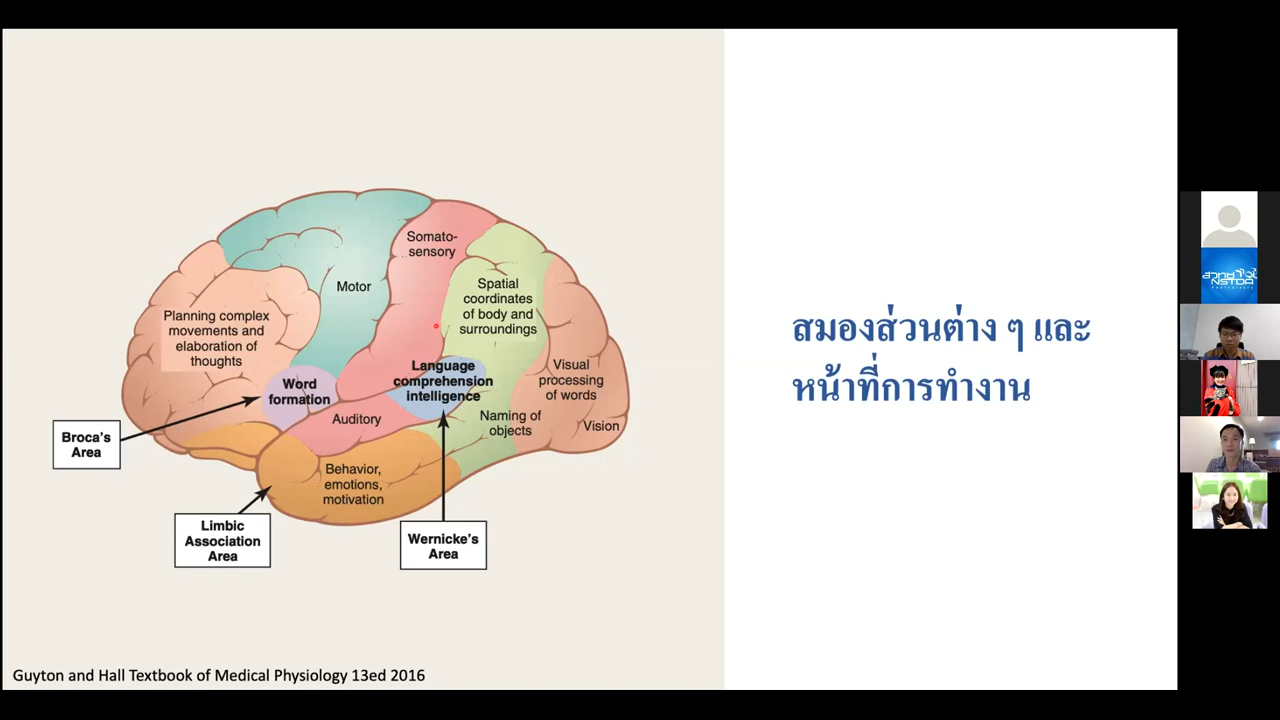 Somato-
sensory
Motor
Spatial
coordinates
of body and
surroundings
Planning complex
movements and
elaboration of
thoughts
Language
comprehension
intelligence
Visual
processing
of words
Word
formation
Auditory
Naming of
objects
Vision
Broca's
Area
Behavior,
emotions,
motivation
Limbic
Association
Area
Wernicke's
Area
Guyton and Hall Textbook of Medical Physiology 13ed 2016
สมองส่วนต่าง ๆ และ
หน้าที่การทำงาน
NSTDA